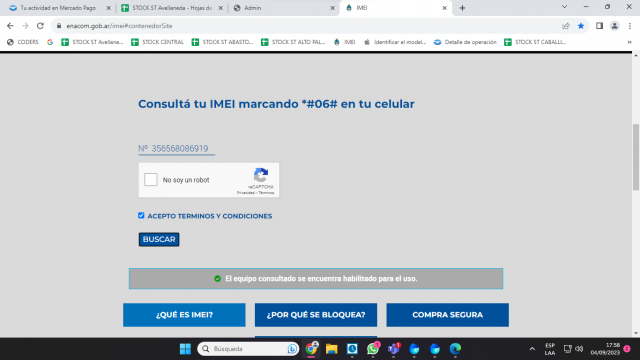 Tu actividad en Mercado Pago
STOCK ST Avellaneda - Hojas de
Admin
IMEI
enacom.gob.ar/imei#contenedorSite
CODERS
G
STOCK ST Avellane...
STOCK CENTRAL
STOCK ST ABASTO...
STOCK ST ALTO PAL...
IMEI
Identificar el model...
Detalle de operación
STOCK ST CABALLI...
Consultá tu IMEI marcando *#06# en tu celular
Nº 356568086919
No soy un robot
reCAPTCHA
Privacidad - Términos
ACEPTO TERMINOS Y CONDICIONES
BUSCAR
El equipo consultado se encuentra habilitado para el uso.
¿QUÉ ES IMEI?
¿POR QUÉ SE BLOQUEA?
COMPRA SEGURA
Búsqueda
ESP
LAA
17:58
04/09/2023